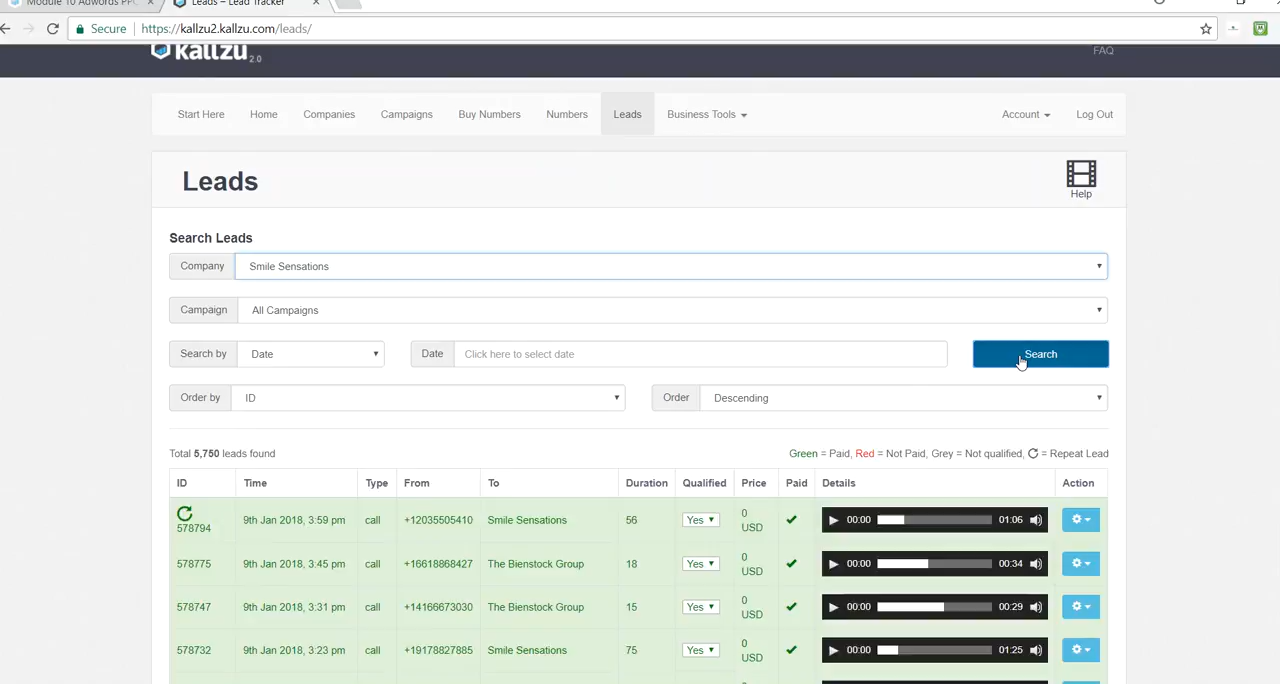 Module 10 Adwords PPC
Leads – Lead Tracker
Secure https://kallzu2.kallzu.com/leads/
kallzu 2.0
FAQ
Start Here Home Companies Campaigns Buy Numbers Numbers Leads Business Tools Account Log Out
Leads
Help
Search Leads
Company Smile Sensations
Campaign All Campaigns
Search by Date Date Click here to select date Search
Order by ID Order Descending
Total 5,750 leads found Green = Paid, Red = Not Paid, Grey = Not qualified, = Repeat Lead
ID Time Type From To Duration Qualified Price Paid Details Action
578794 9th Jan 2018, 3:59 pm call +12035505410 Smile Sensations 56 Yes 0 USD 00:00 01:06
578775 9th Jan 2018, 3:45 pm call +16618868427 The Bienstock Group 18 Yes 0 USD 00:00 00:34
578747 9th Jan 2018, 3:31 pm call +14166673030 The Bienstock Group 15 Yes 0 USD 00:00 00:29
578732 9th Jan 2018, 3:23 pm call +19178827885 Smile Sensations 75 Yes 0 USD 00:00 01:25